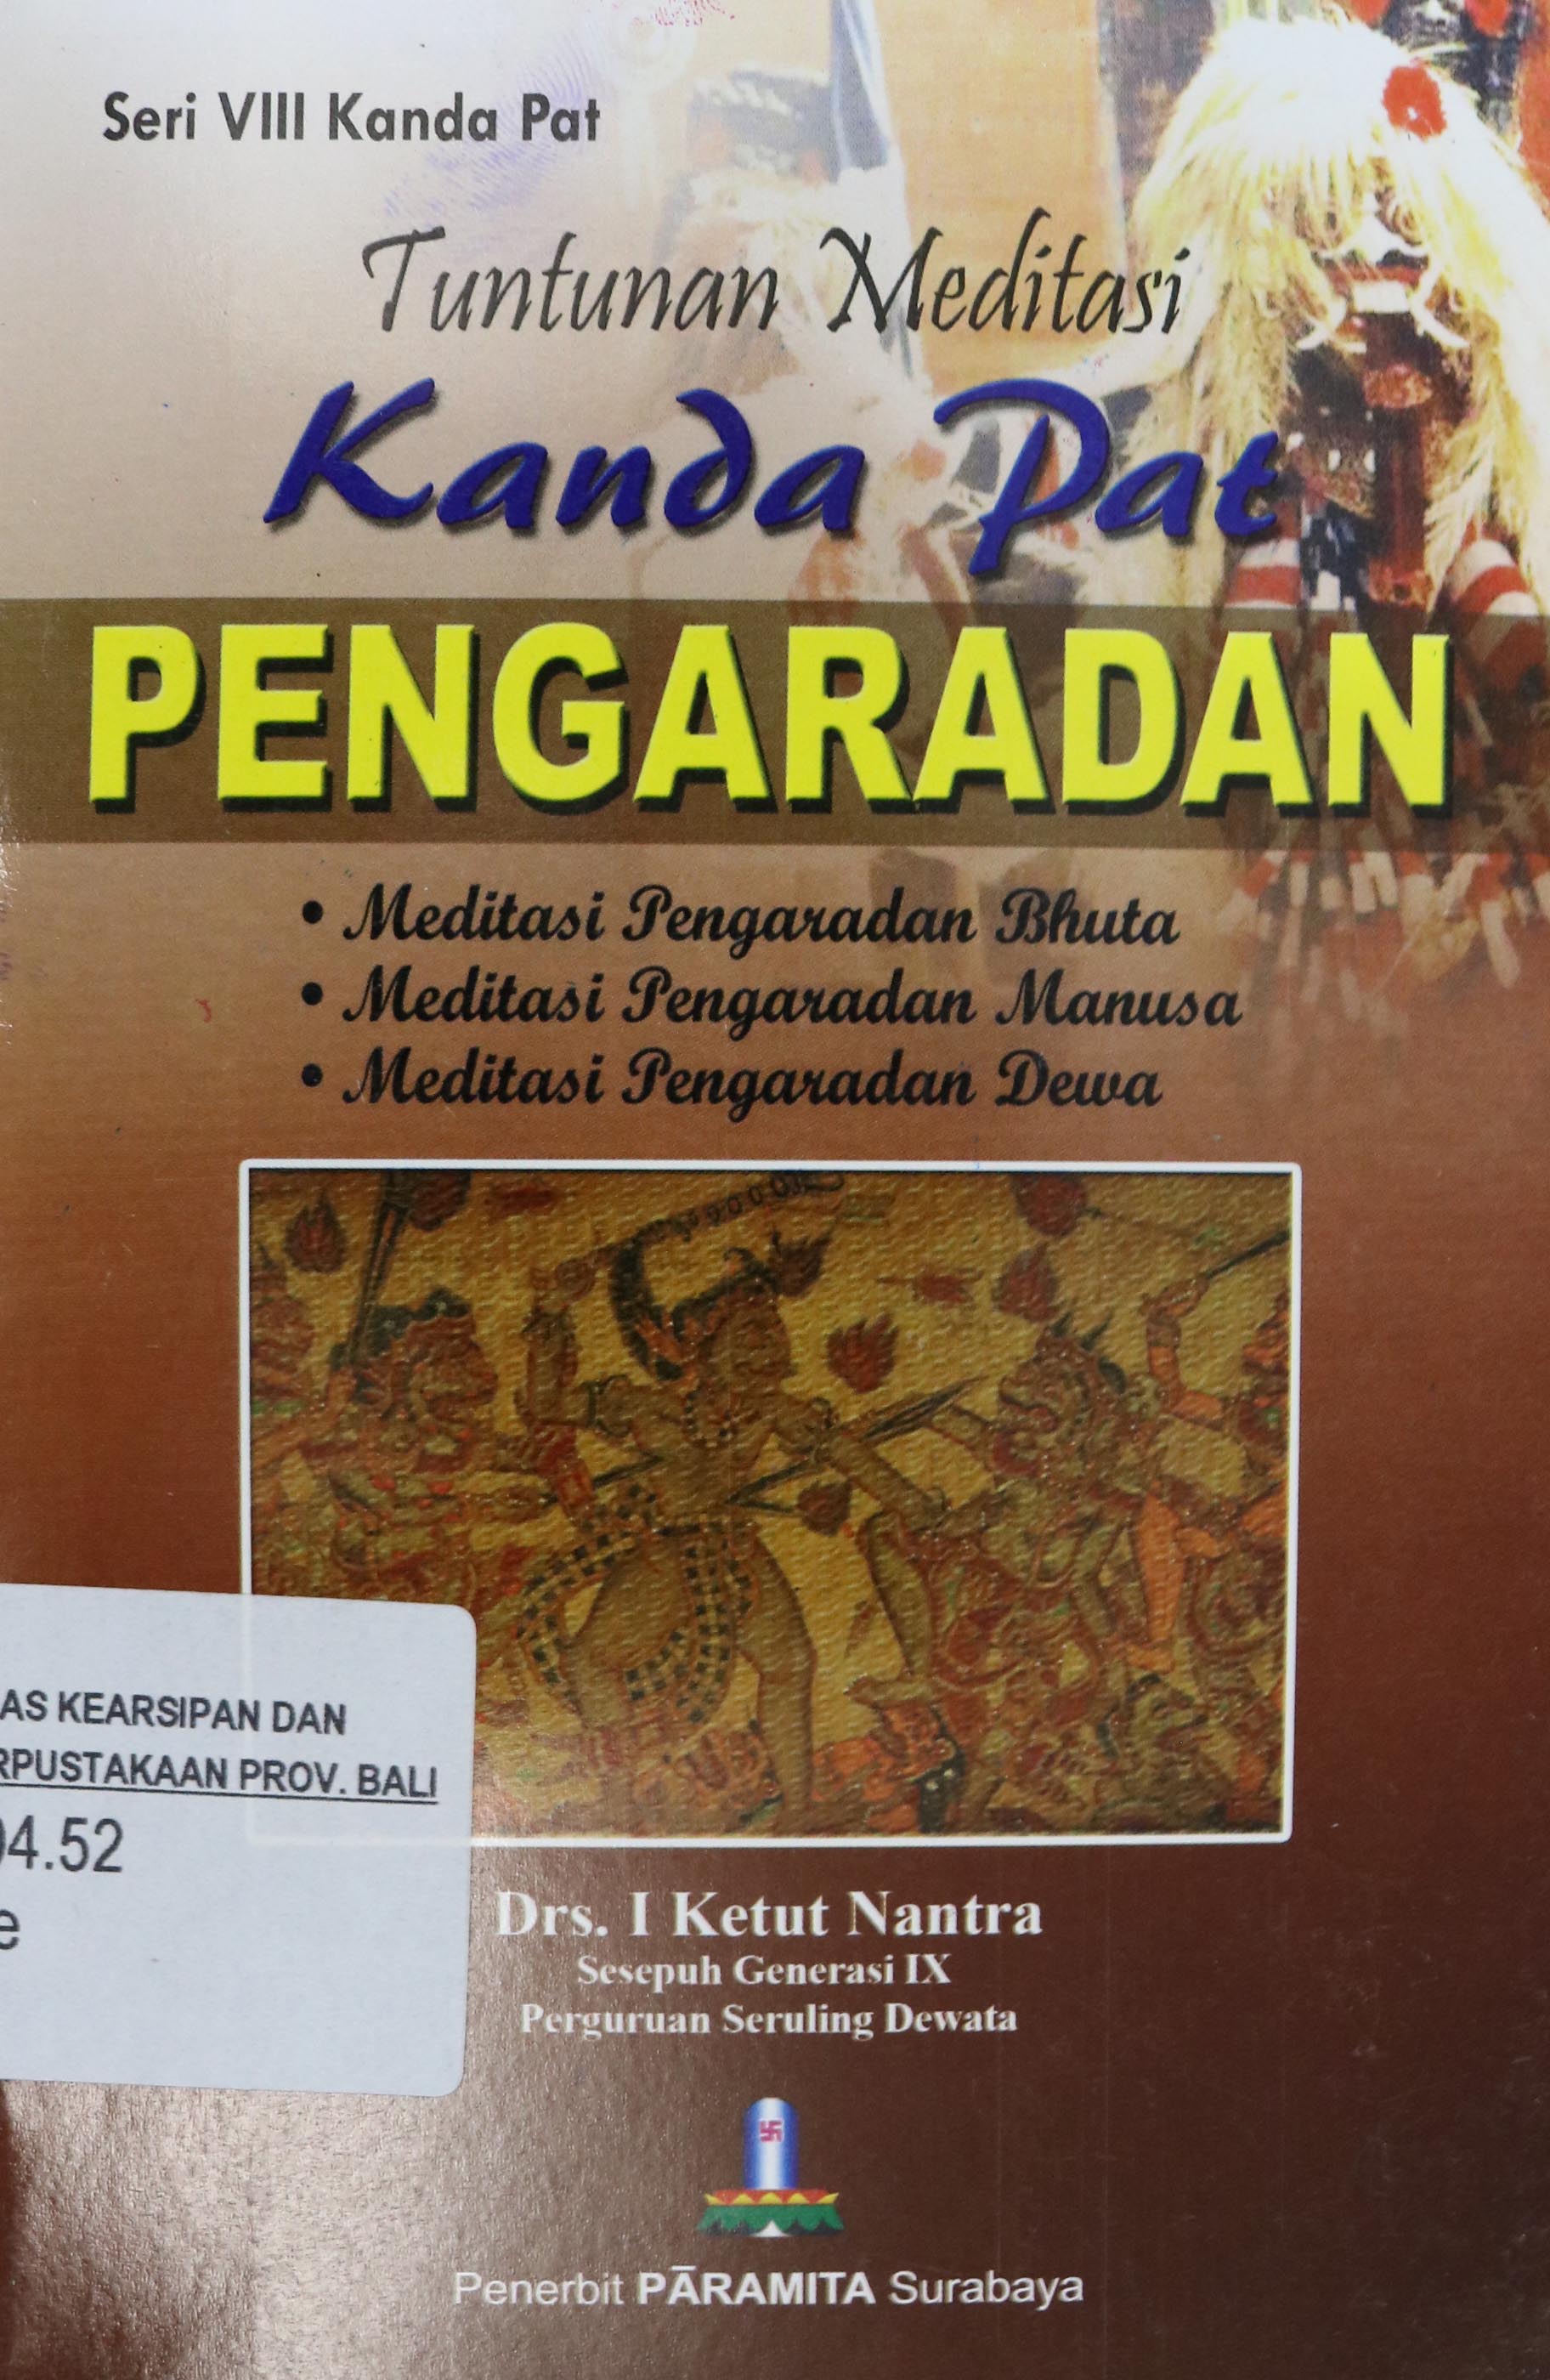 Seri VIII Kanda Pat
Tuntunan Meditasi
Kanda Pat
PENGARADAN
• Meditasi Pengaradan Bhuta
• Meditasi Pengaradan Manusa
• Meditasi Pengaradan Dewa
AS KEARSIPAN DAN
RPUSTAKAAN PROV. BALI
4.52
e
Drs. I Ketut Nantra
Sesepuh Generasi IX
Perguruan Seruling Dewata
Penerbit PĀRAMITA Surabaya